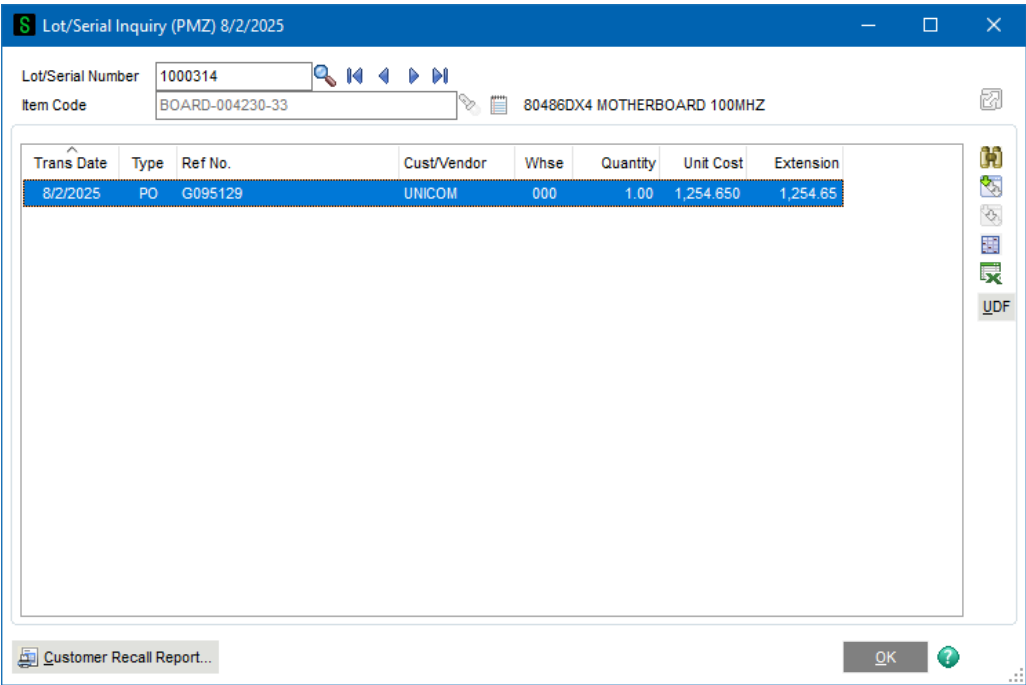 S Lot/Serial Inquiry (PMZ) 8/2/2025
Lot/Serial Number 1000314
Item Code BOARD-004230-33 80486DX4 MOTHERBOARD 100MHZ
Trans Date Type Ref No. Cust/Vendor Whse Quantity Unit Cost Extension
8/2/2025 PO G095129 UNICOM 000 1.00 1,254.650 1,254.65
UDF
Customer Recall Report... OK ?